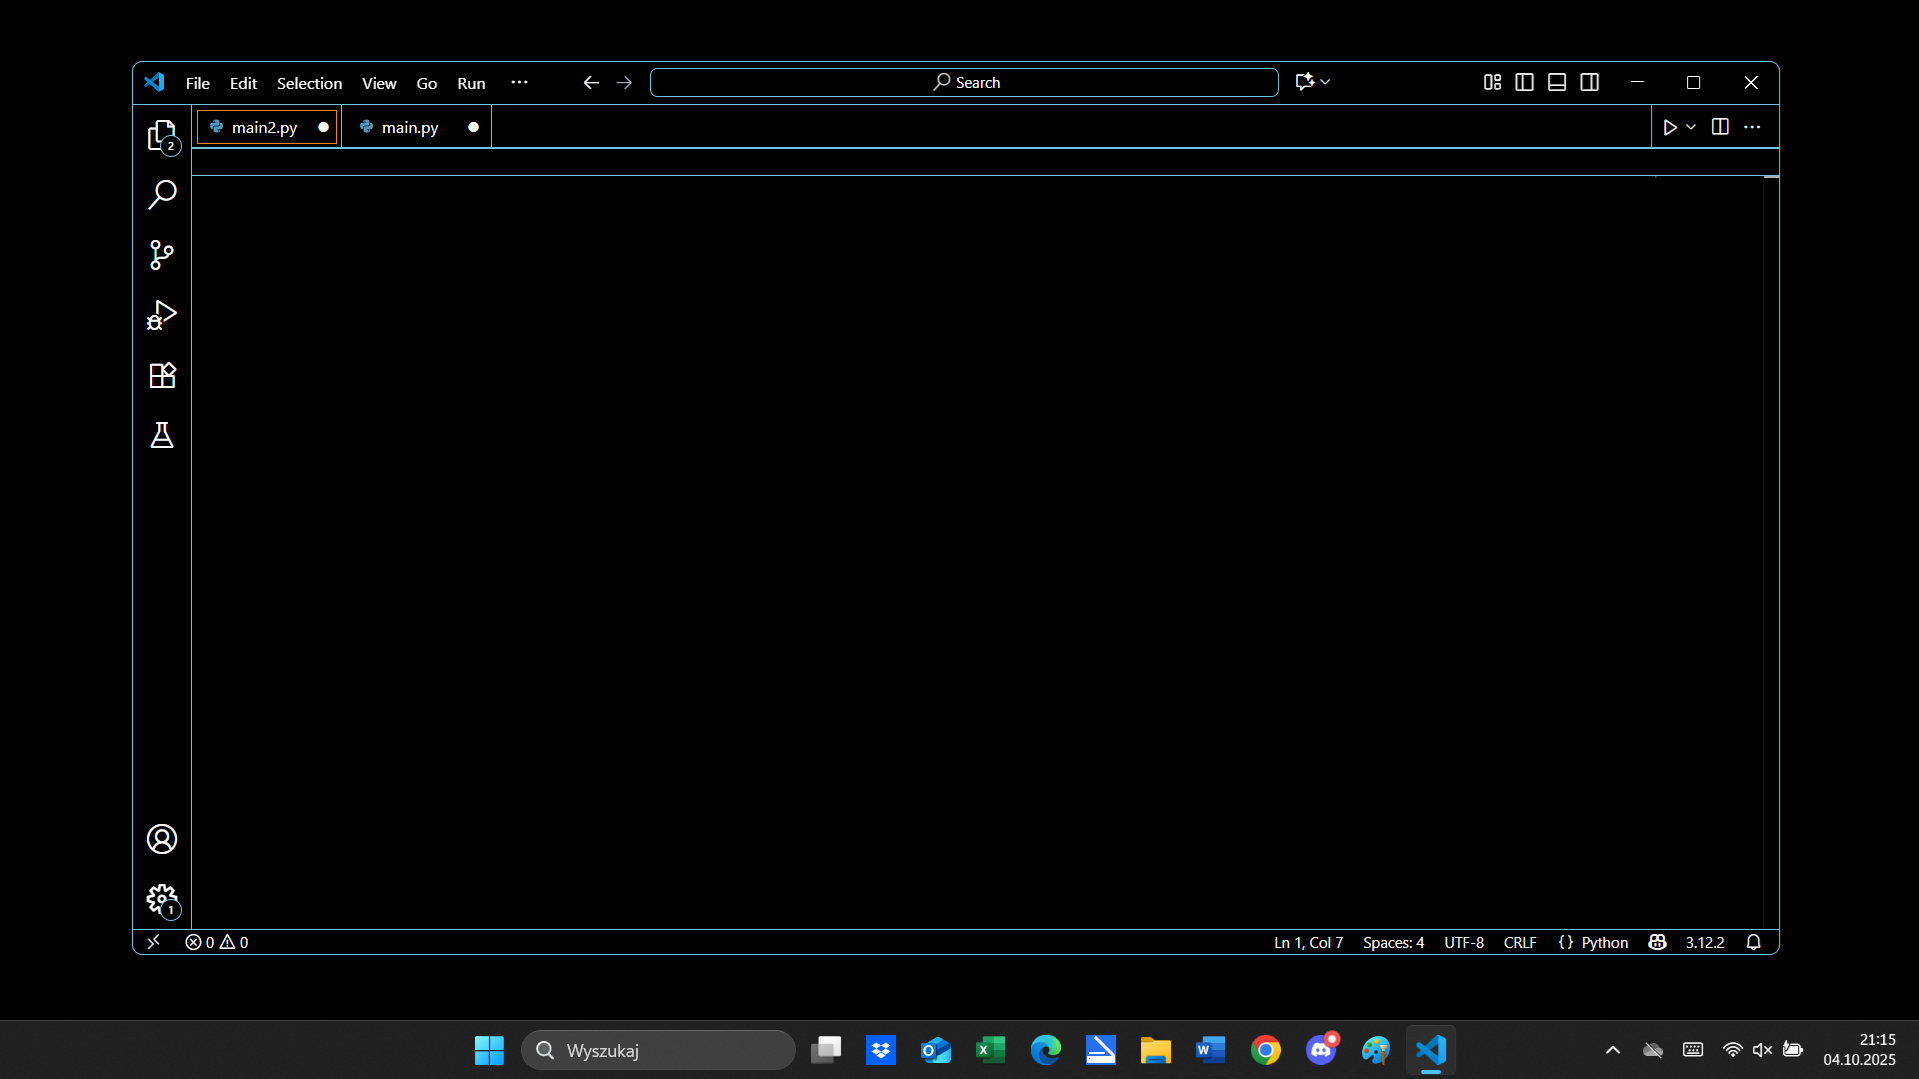 File Edit Selection View Go Run ... Search
main2.py main.py
2
1
0 0 Ln 1, Col 7 Spaces: 4 UTF-8 CRLF {} Python 3.12.2
Wyszukaj 21:15
04.10.2025